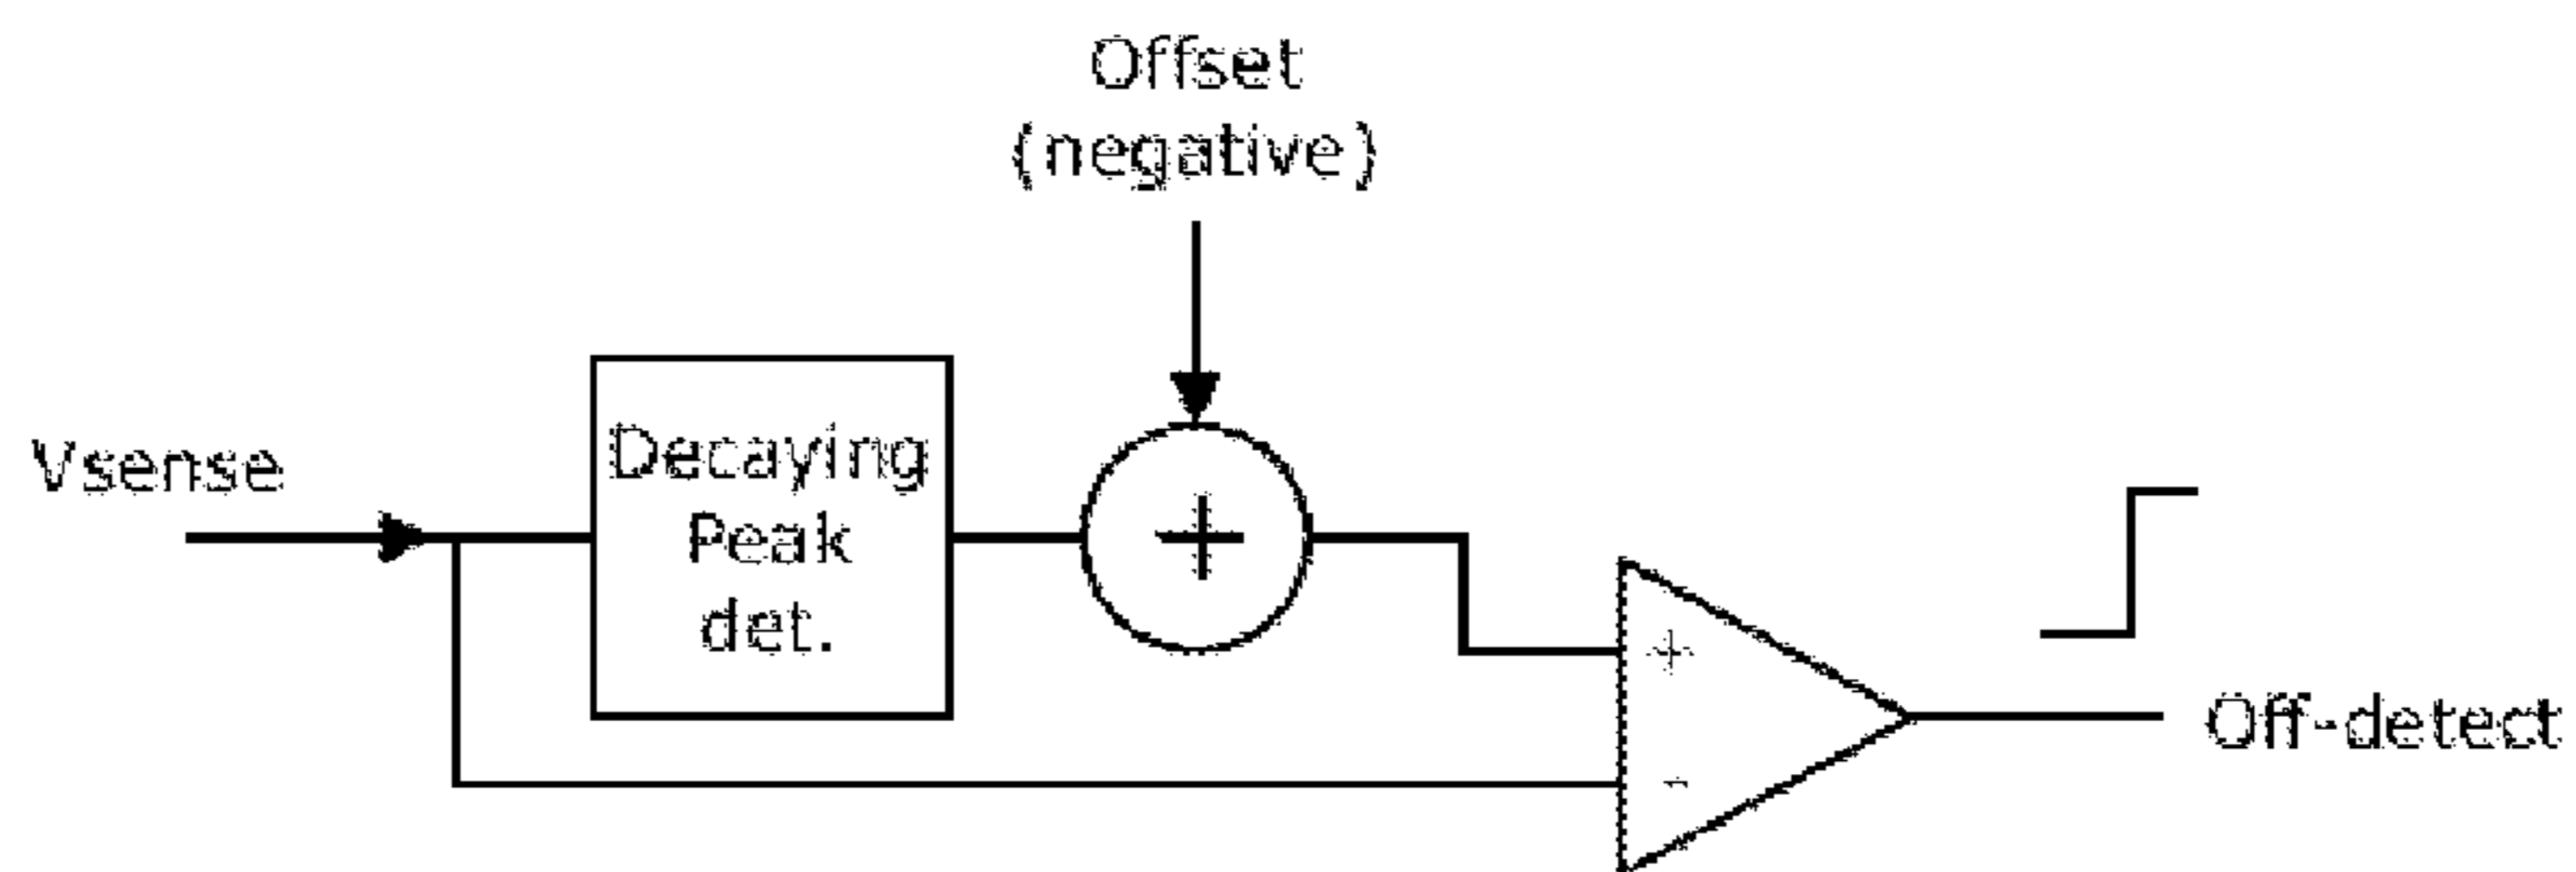 Offset
(negative)
Vsense
Decaying
Peak
det.
+
+
-
Off-detect